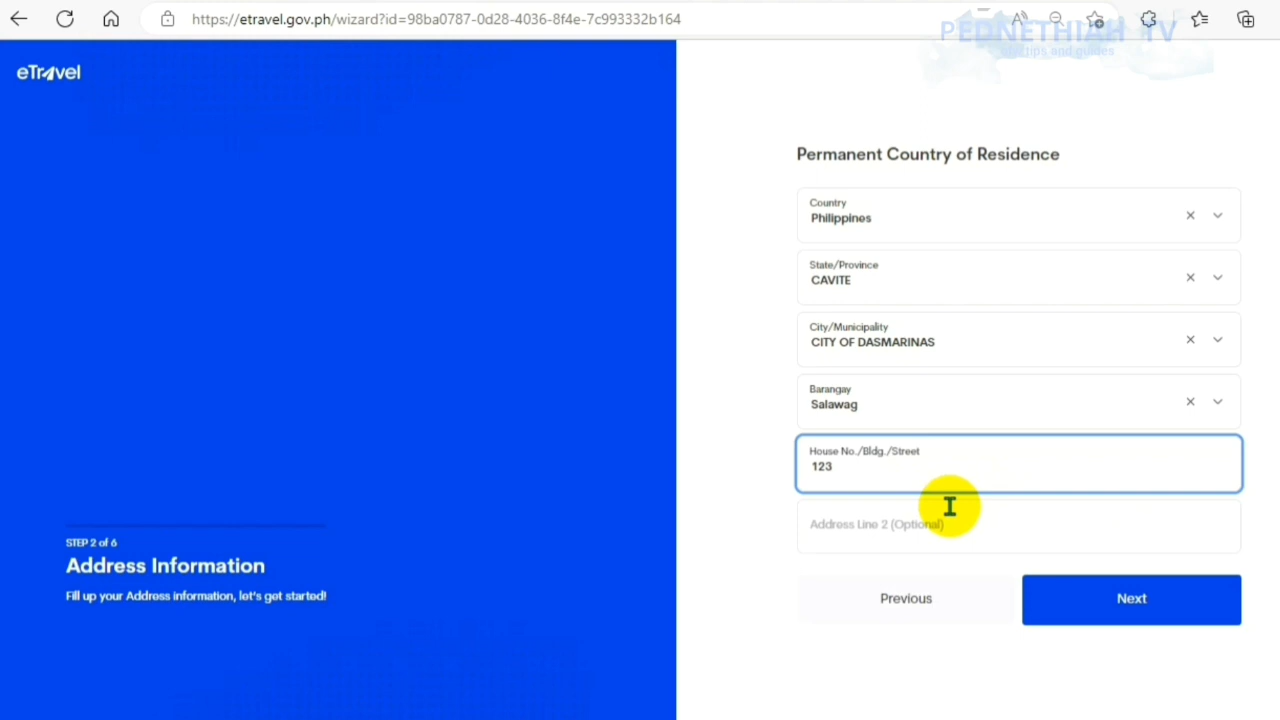 https://etravel.gov.ph/wizard?id=98ba0787-0d28-4036-8f4e-7c993332b164
PEDNETHIAH TV
eTravel
Permanent Country of Residence
Country
Philippines
State/Province
CAVITE
City/Municipality
CITY OF DASMARINAS
Barangay
Salawag
House No./Bldg./Street
123
Address Line 2 (Optional)
STEP 2 of 6
Address Information
Fill up your Address information, let's get started!
Previous
Next